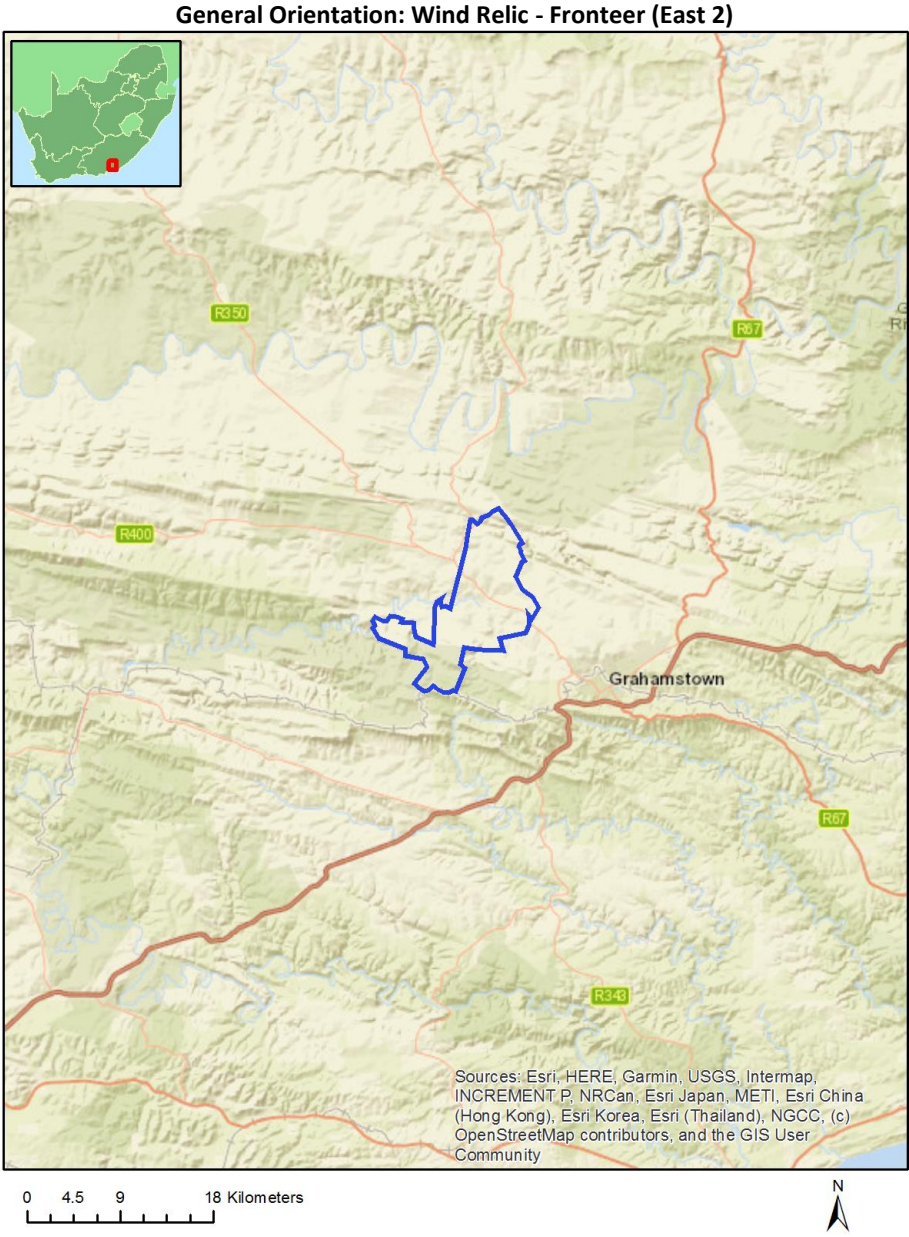 General Orientation: Wind Relic - Fronteer (East 2)
R350
R67
G
Ri
R400
Grahamstown
R67
R343
Sources: Esri, HERE, Garmin, USGS, Intermap,
INCREMENT P, NRCan, Esri Japan, METI, Esri China
(Hong Kong), Esri Korea, Esri (Thailand), NGCC, (c)
OpenStreetMap contributors, and the GIS User
Community
0 4.5 9 18 Kilometers
N